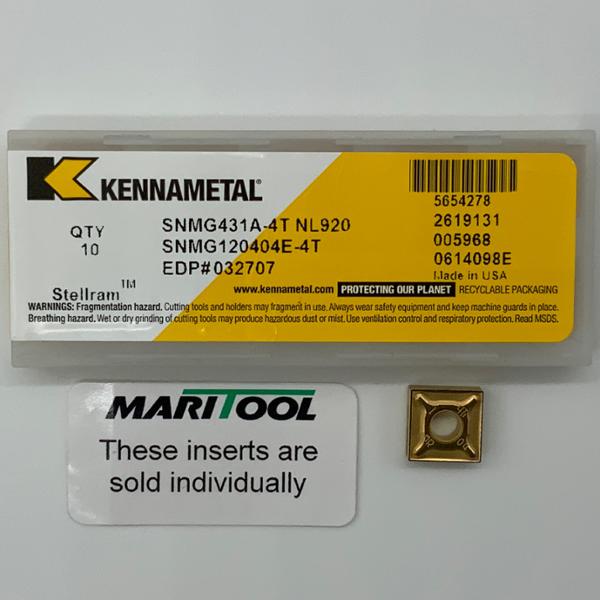 KENNAMETAL®
QTY
10
SNMG431A-4T NL920
SNMG120404E-4T
EDP#032707
5654278
2619131
005968
0614098E
Made in USA
Stellram™
www.kennametal.com PROTECTING OUR PLANET RECYCLABLE PACKAGING
WARNINGS: Fragmentation hazard. Cutting tools and holders may fragment in use. Always wear safety equipment and keep machine guards in place.
Breathing hazard. Wet or dry grinding of cutting tools may produce hazardous dust or mist. Use ventilation control and respiratory protection. Read MSDS.
MARITOOL
These inserts are
sold individually